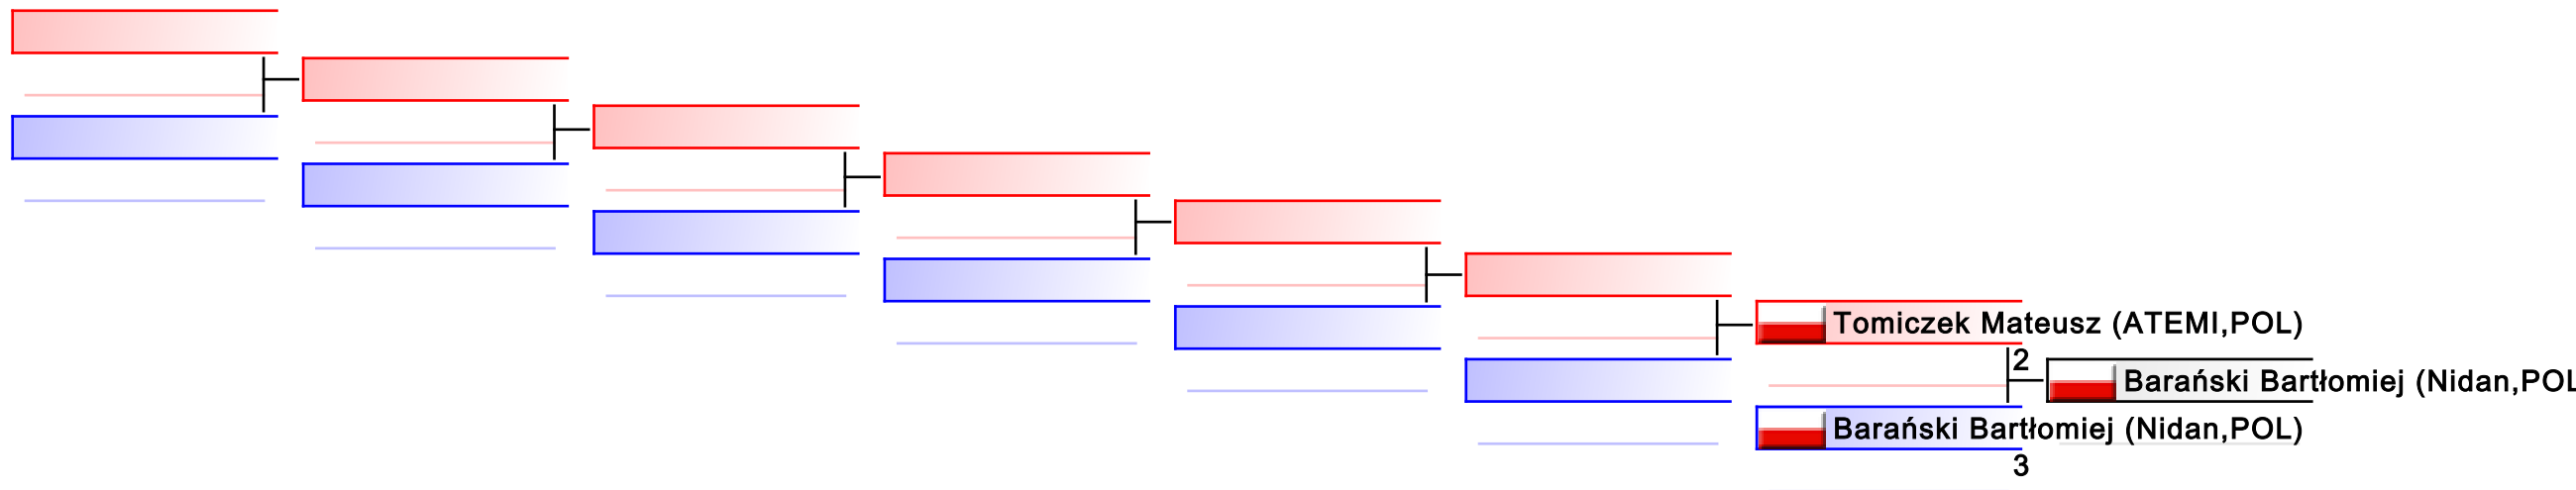 Tomiczek Mateusz (ATEMI,POL)
2
Barański Bartłomiej (Nidan,POL
Barański Bartłomiej (Nidan,POL)
3